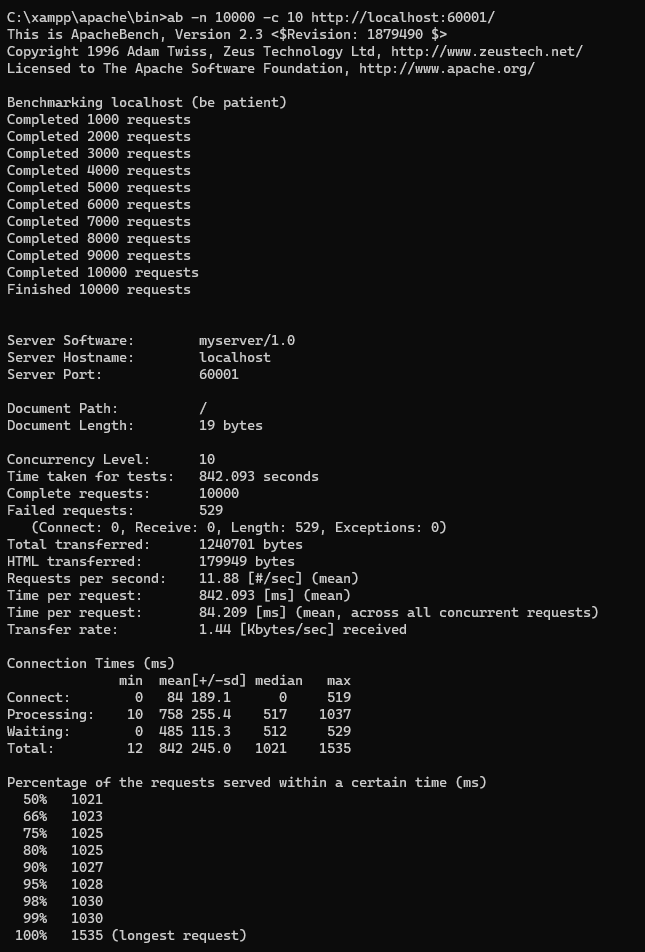 C:\xampp\apache\bin>ab -n 10000 -c 10 http://localhost:60001/
This is ApacheBench, Version 2.3 <$Revision: 1879490 $>
Copyright 1996 Adam Twiss, Zeus Technology Ltd, http://www.zeustech.net/
Licensed to The Apache Software Foundation, http://www.apache.org/

Benchmarking localhost (be patient)
Completed 1000 requests
Completed 2000 requests
Completed 3000 requests
Completed 4000 requests
Completed 5000 requests
Completed 6000 requests
Completed 7000 requests
Completed 8000 requests
Completed 9000 requests
Completed 10000 requests
Finished 10000 requests


Server Software:        myserver/1.0
Server Hostname:        localhost
Server Port:            60001

Document Path:          /
Document Length:        19 bytes

Concurrency Level:      10
Time taken for tests:   842.093 seconds
Complete requests:      10000
Failed requests:        529
   (Connect: 0, Receive: 0, Length: 529, Exceptions: 0)
Total transferred:      1240701 bytes
HTML transferred:       179949 bytes
Requests per second:    11.88 [#/sec] (mean)
Time per request:       842.093 [ms] (mean)
Time per request:       84.209 [ms] (mean, across all concurrent requests)
Transfer rate:          1.44 [Kbytes/sec] received

Connection Times (ms)
              min  mean[+/-sd] median   max
Connect:        0   84 189.1      0     519
Processing:    10  758 255.4    517    1037
Waiting:        0  485 115.3    512     529
Total:         12  842 245.0   1021    1535

Percentage of the requests served within a certain time (ms)
  50%   1021
  66%   1023
  75%   1025
  80%   1025
  90%   1027
  95%   1028
  98%   1030
  99%   1030
 100%   1535 (longest request)